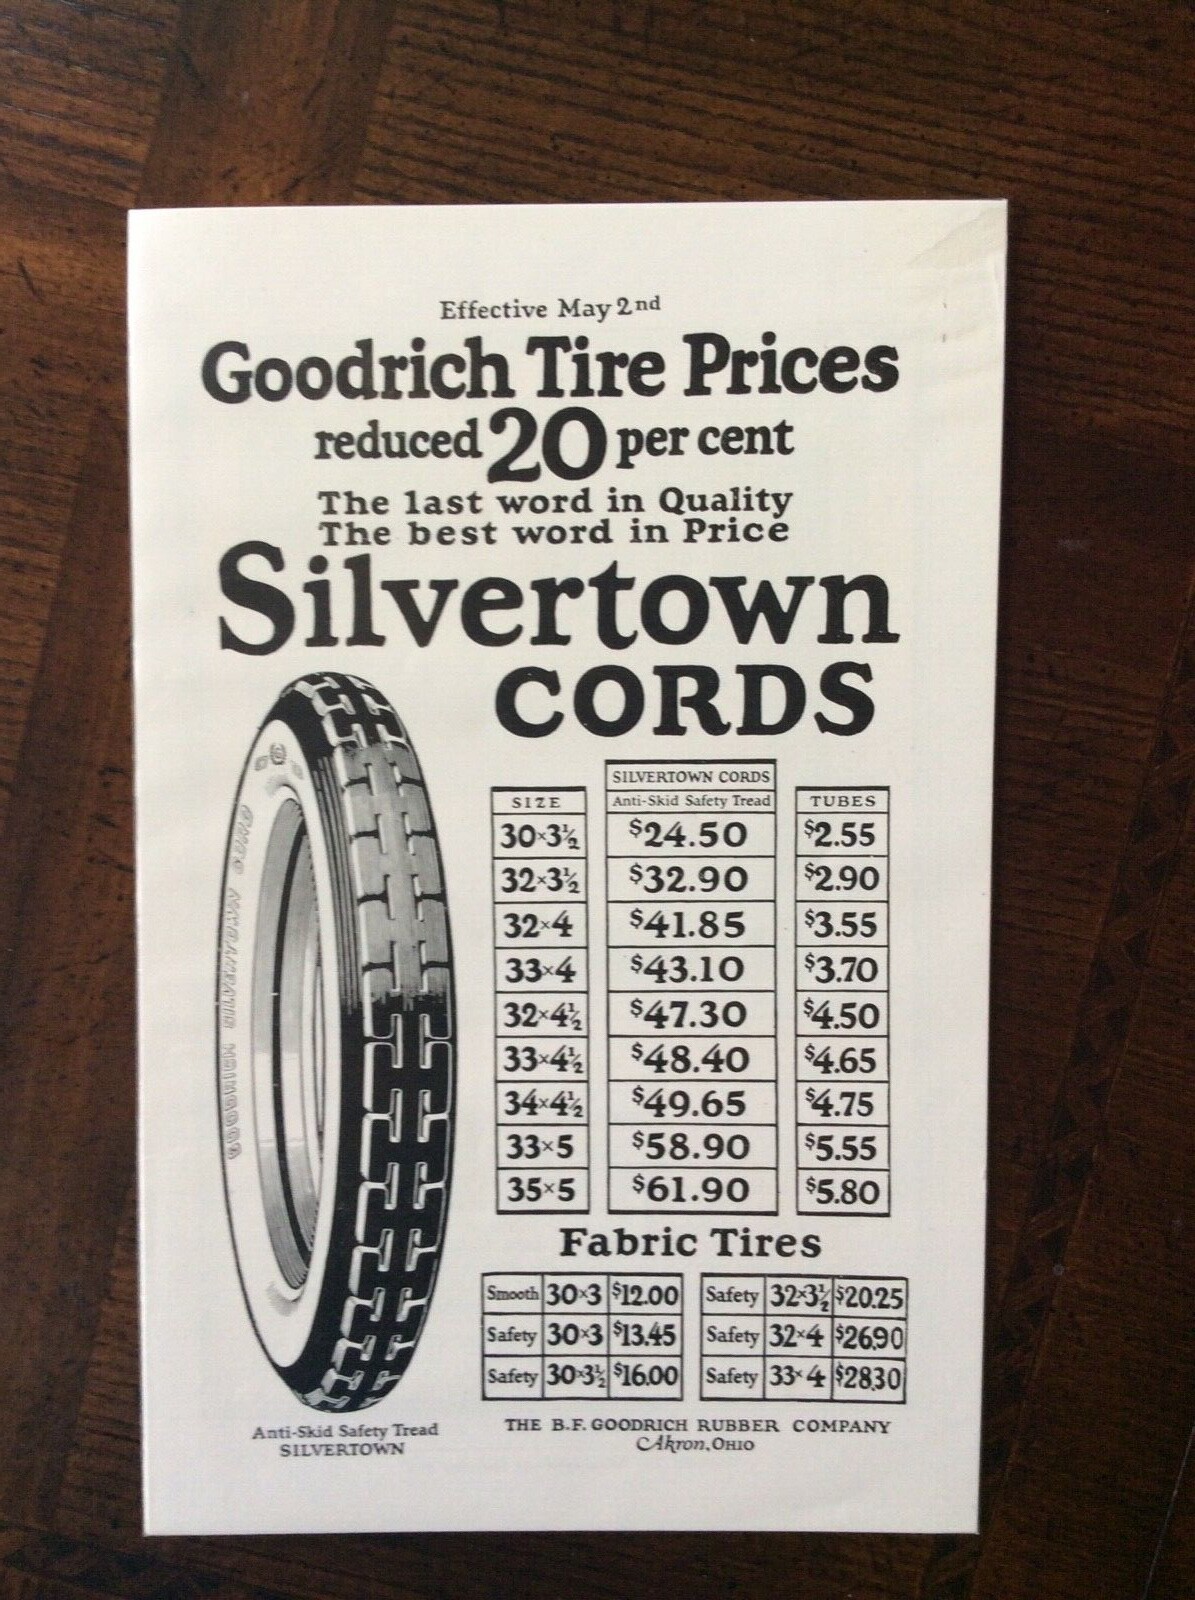 Effective May 2nd
Goodrich Tire Prices
reduced 20 per cent
The last word in Quality
The best word in Price
Silvertown
CORDS
SILVERTOWN CORDS
SIZE Anti-Skid Safety Tread TUBES
30×3½ $24.50 $2.55
32×3½ $32.90 $2.90
32×4 $41.85 $3.55
33×4 $43.10 $3.70
32×4½ $47.30 $4.50
33×4½ $48.40 $4.65
34×4½ $49.65 $4.75
33×5 $58.90 $5.55
35×5 $61.90 $5.80
GOODRICH SILVERTOWN CORD
Fabric Tires
Smooth 30×3 $12.00 Safety 32×3½ $20.25
Safety 30×3 $13.45 Safety 32×4 $26.90
Safety 30×3½ $16.00 Safety 33×4 $28.30
Anti-Skid Safety Tread
SILVERTOWN
THE B.F. GOODRICH RUBBER COMPANY
Akron, OHIO